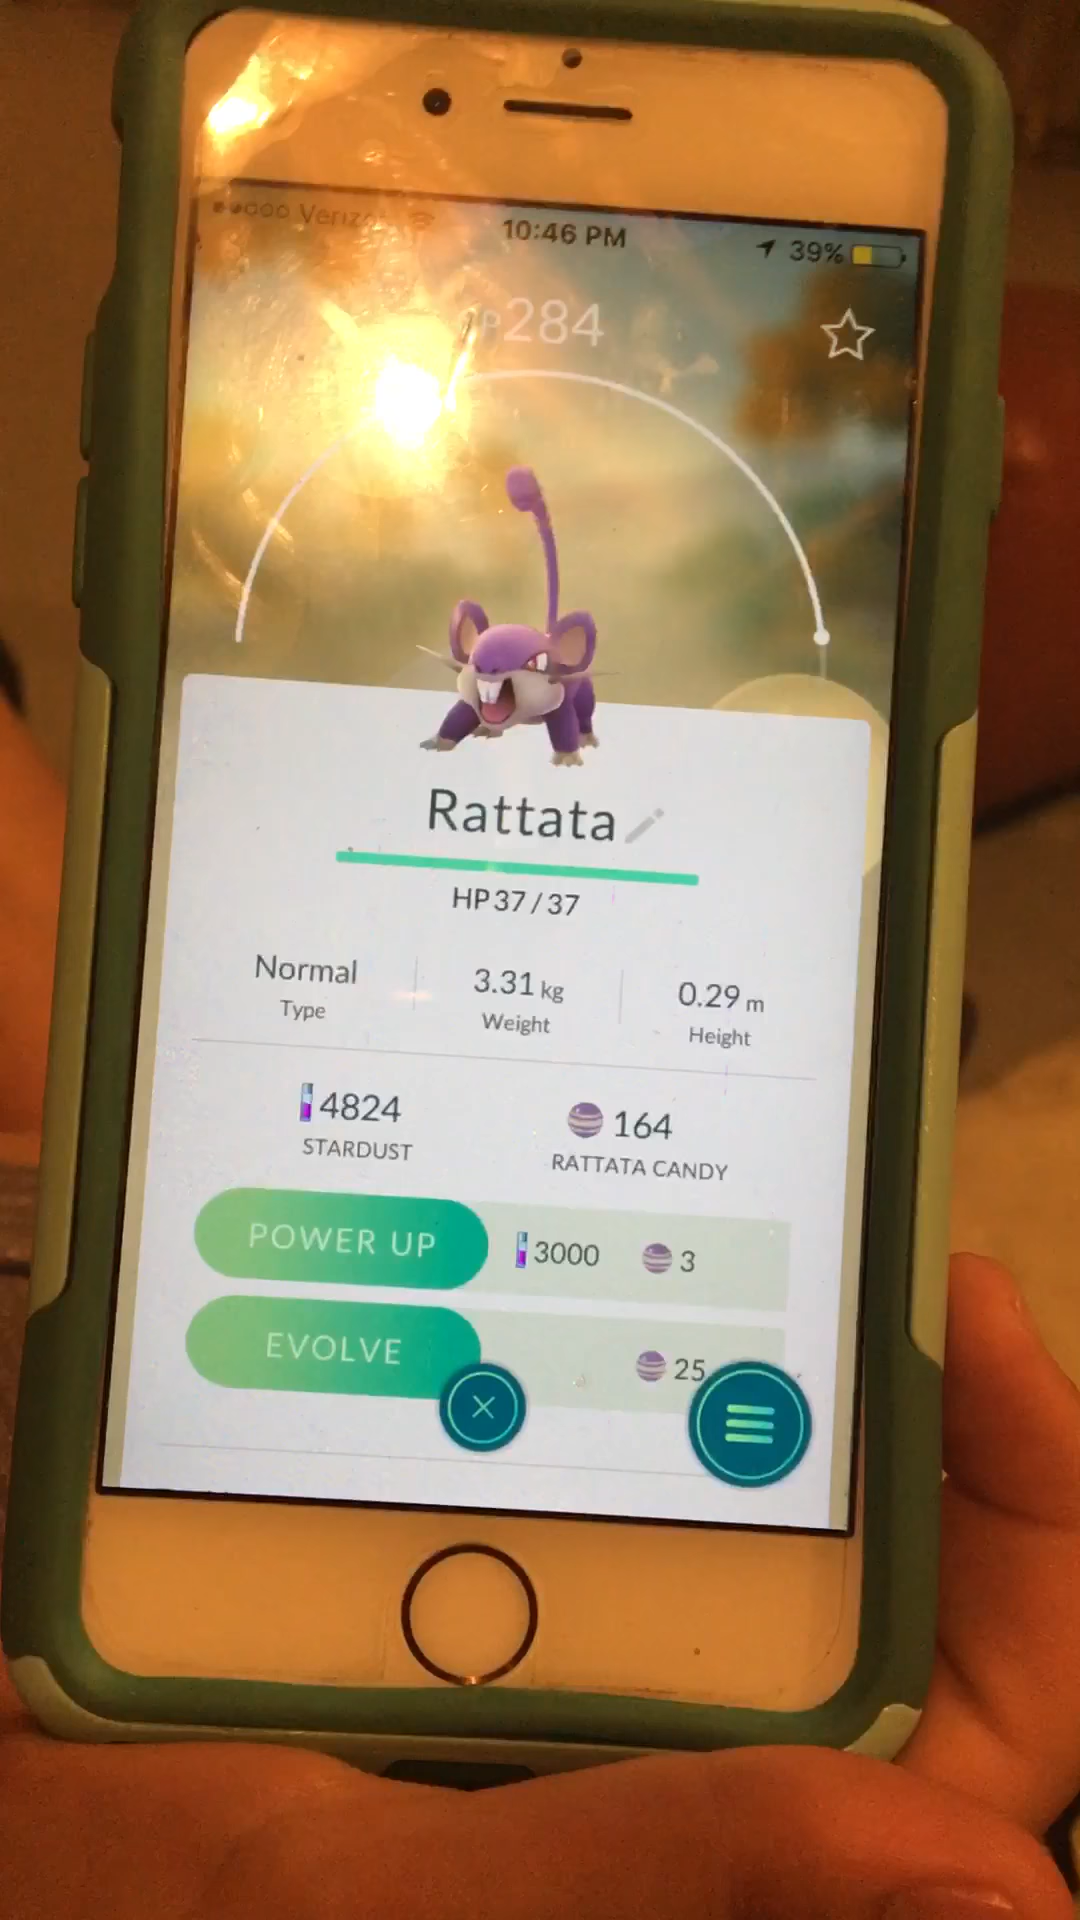 10:46 PM
39%
CP284
Rattata
HP 37 / 37
Normal
3.31 kg
0.29 m
Type
Weight
Height
4824
164
STARDUST
RATTATA CANDY
POWER UP
3000
3
EVOLVE
25